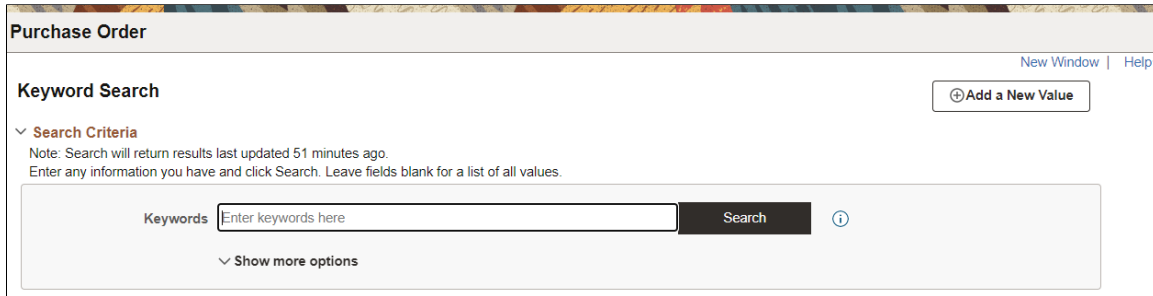 Purchase Order
New Window | Help
Keyword Search
Add a New Value
Search Criteria
Note: Search will return results last updated 51 minutes ago.
Enter any information you have and click Search. Leave fields blank for a list of all values.
Keywords Enter keywords here Search
Show more options